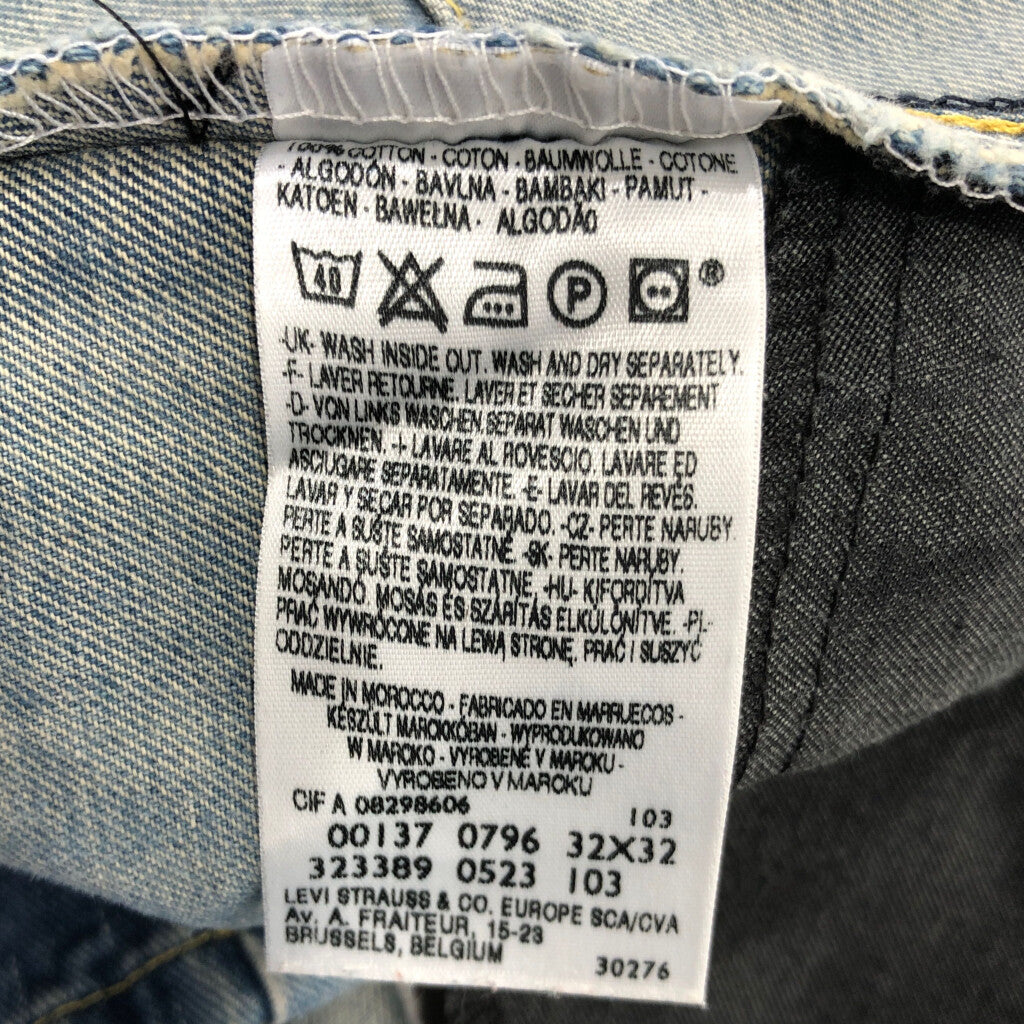 100% COTTON - COTON - BAUMWOLLE - COTONE
- ALGODÓN - BAVLNA - BAMBAKI - PAMUT -
KATOEN - BAWEŁNA - ALGODÃO
40 P ®
-UK- WASH INSIDE OUT. WASH AND DRY SEPARATELY.
-F- LAVER RETOURNE. LAVER ET SECHER SEPAREMENT
-D- VON LINKS WASCHEN. SEPARAT WASCHEN UND
TROCKNEN. -I- LAVARE AL ROVESCIO. LAVARE ED
ASCIUGARE SEPARATAMENTE. -E- LAVAR DEL REVÉS.
LAVAR Y SEÇAR POR SEPARADO. -CZ- PERTE NARUBY.
PERTE A SUŠTE SAMOSTATNĚ. -SK- PERTE NARUBY.
PERTE A SUŠTE SAMOSTATNE. -HU- KIFORDÍTVA
MOSANDÓ. MOSÁS ÉS SZÁRÍTÁS ELKÜLÖNÍTVE. -PL-
PRAĆ WYWRÓCONE NA LEWĄ STRONĘ. PRAĆ I SUSZYĆ
ODDZIELNIE.
MADE IN MOROCCO - FABRICADO EN MARRUECOS -
KÉSZÜLT MAROKKÓBAN - WYPRODUKOWANO
W MAROKO - VYROBENÉ V MAROKU -
VYROBENO V MAROKU
CIF A 08298606 103
00137 0796 32X32
323389 0523 103
LEVI STRAUSS & CO. EUROPE SCA/CVA
Av. A. FRAITEUR, 15-23
BRUSSELS, BELGIUM
30276